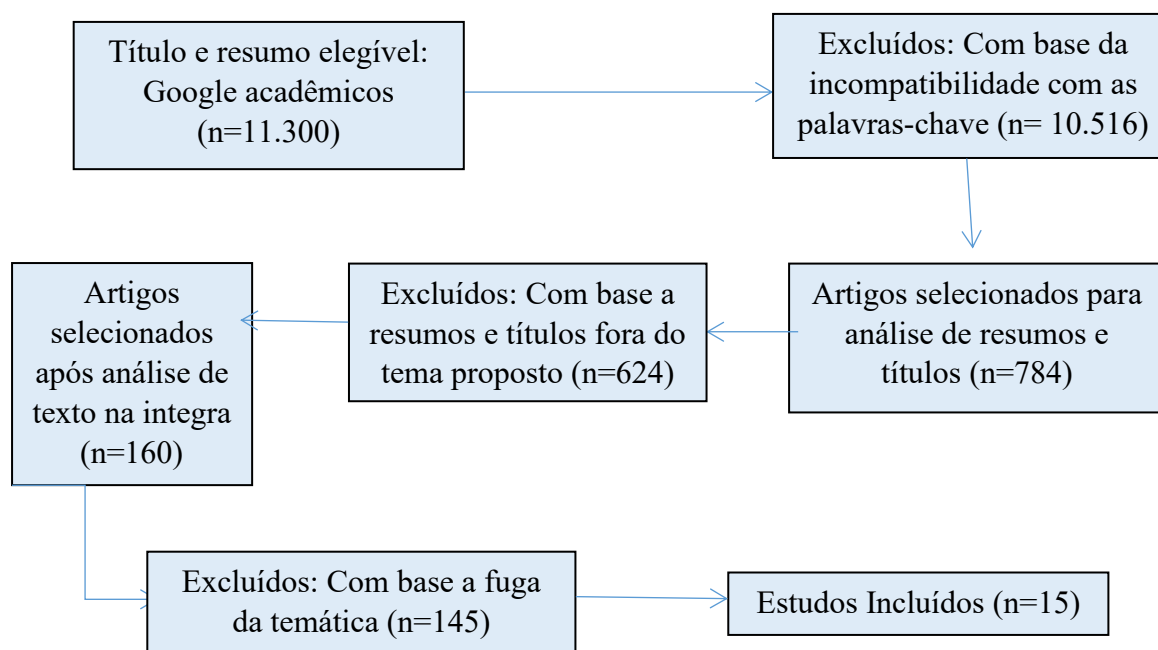 Título e resumo elegível:
Google acadêmicos
(n=11.300)
Excluídos: Com base da
incompatibilidade com as
palavras-chave (n= 10.516)
Artigos selecionados para
análise de resumos e
títulos (n=784)
Excluídos: Com base a
resumos e títulos fora do
tema proposto (n=624)
Artigos
selecionados
após análise de
texto na integra
(n=160)
Excluídos: Com base a fuga
da temática (n=145)
Estudos Incluídos (n=15)